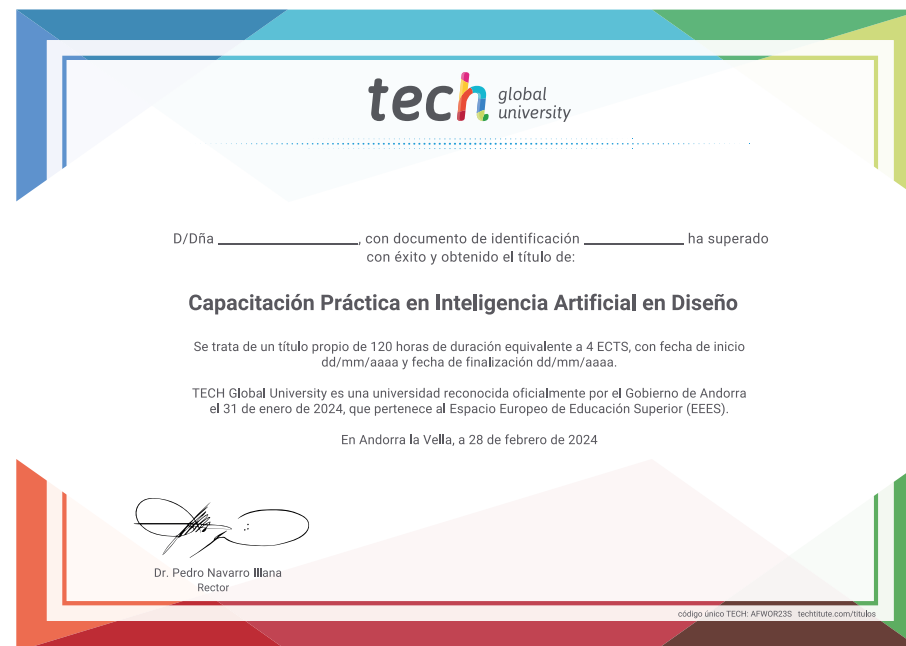 tech global university
D/Dña ____________________, con documento de identificación ______________ ha superado
con éxito y obtenido el título de:
Capacitación Práctica en Inteligencia Artificial en Diseño
Se trata de un título propio de 120 horas de duración equivalente a 4 ECTS, con fecha de inicio
dd/mm/aaaa y fecha de finalización dd/mm/aaaa.
TECH Global University es una universidad reconocida oficialmente por el Gobierno de Andorra
el 31 de enero de 2024, que pertenece al Espacio Europeo de Educación Superior (EEES).
En Andorra la Vella, a 28 de febrero de 2024
Dr. Pedro Navarro Illana
Rector
código único TECH: AFWOR23S techtitute.com/titulos